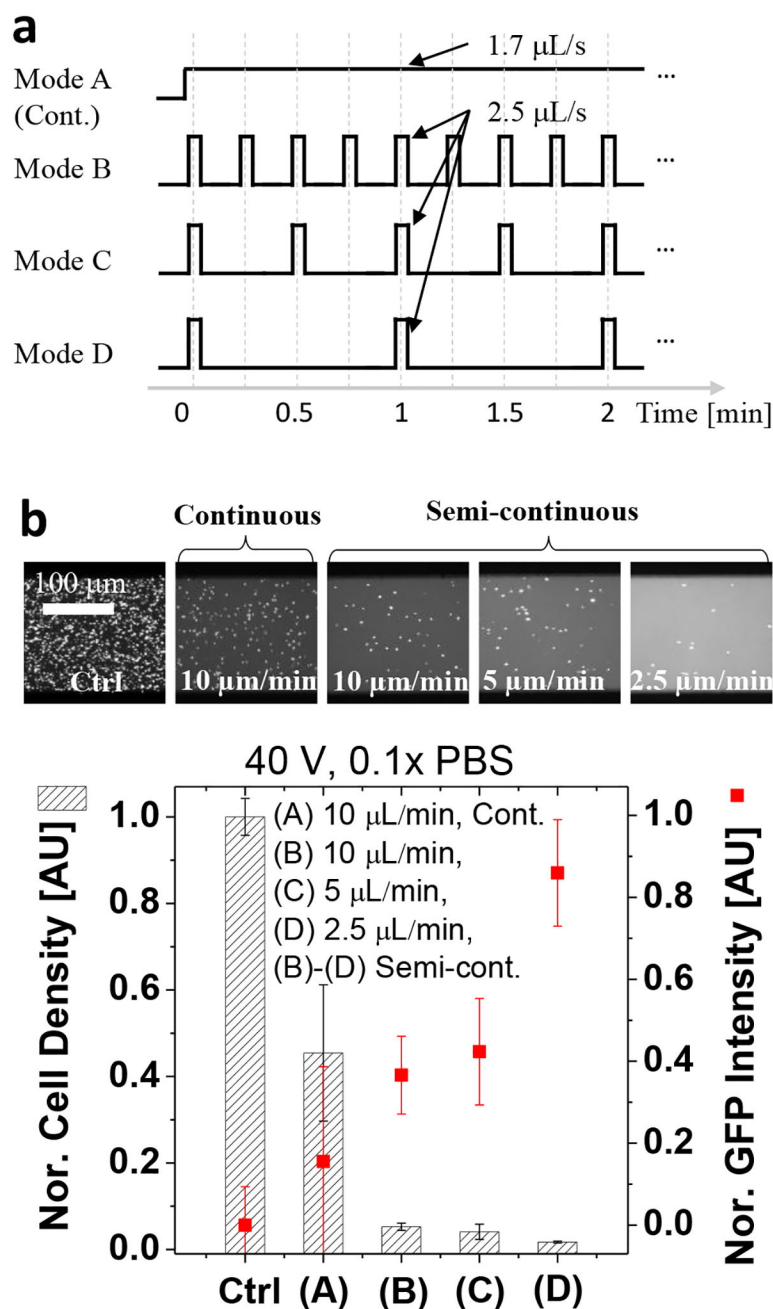 a
1.7 μL/s
Mode A
(Cont.)
...
2.5 μL/s
Mode B
...
Mode C
...
Mode D
...
0 0.5 1 1.5 2 Time [min]
b
Continuous Semi-continuous
100 μm
Ctrl 10 μm/min 10 μm/min 5 μm/min 2.5 μm/min
40 V, 0.1x PBS
(A) 10 μL/min, Cont.
(B) 10 μL/min,
(C) 5 μL/min,
(D) 2.5 μL/min,
(B)-(D) Semi-cont.
Nor. Cell Density [AU]
1.0
0.8
0.6
0.4
0.2
0.0
1.0
0.8
0.6
0.4
0.2
0.0
Nor. GFP Intensity [AU]
Ctrl (A) (B) (C) (D)